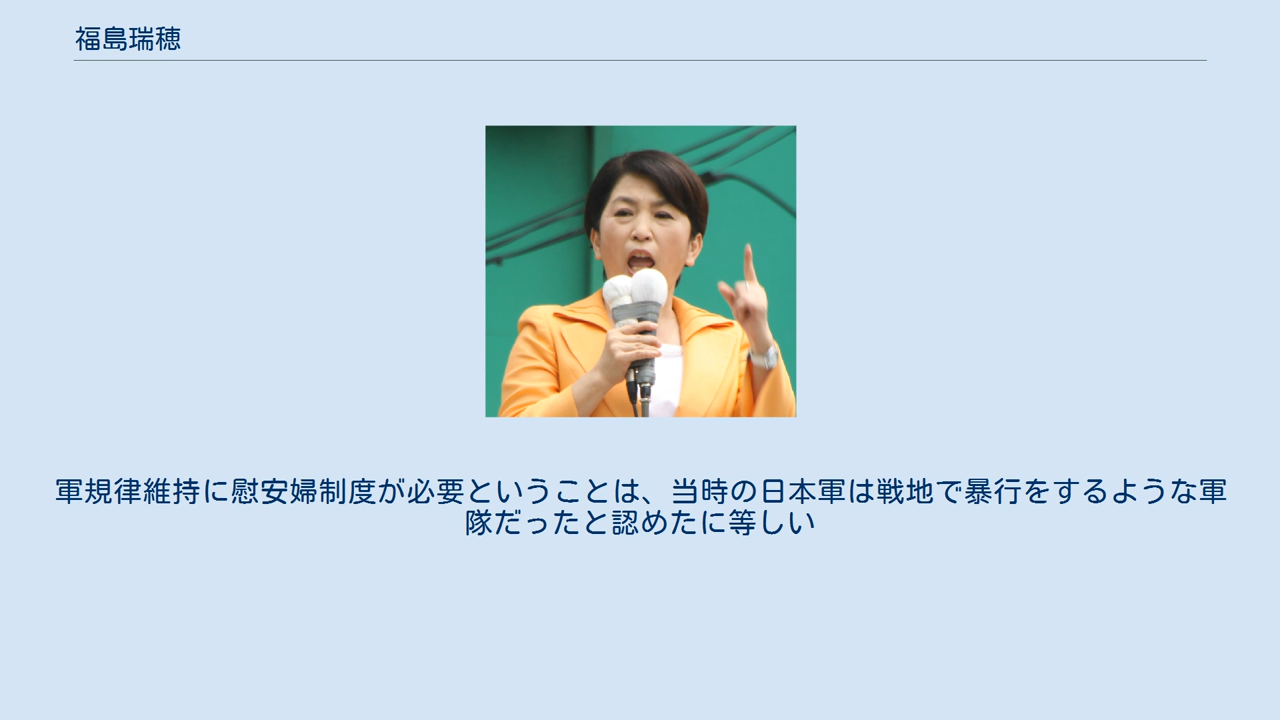 福島瑞穂
軍規律維持に慰安婦制度が必要ということは、当時の日本軍は戦地で暴行をするような軍
隊だったと認めたに等しい